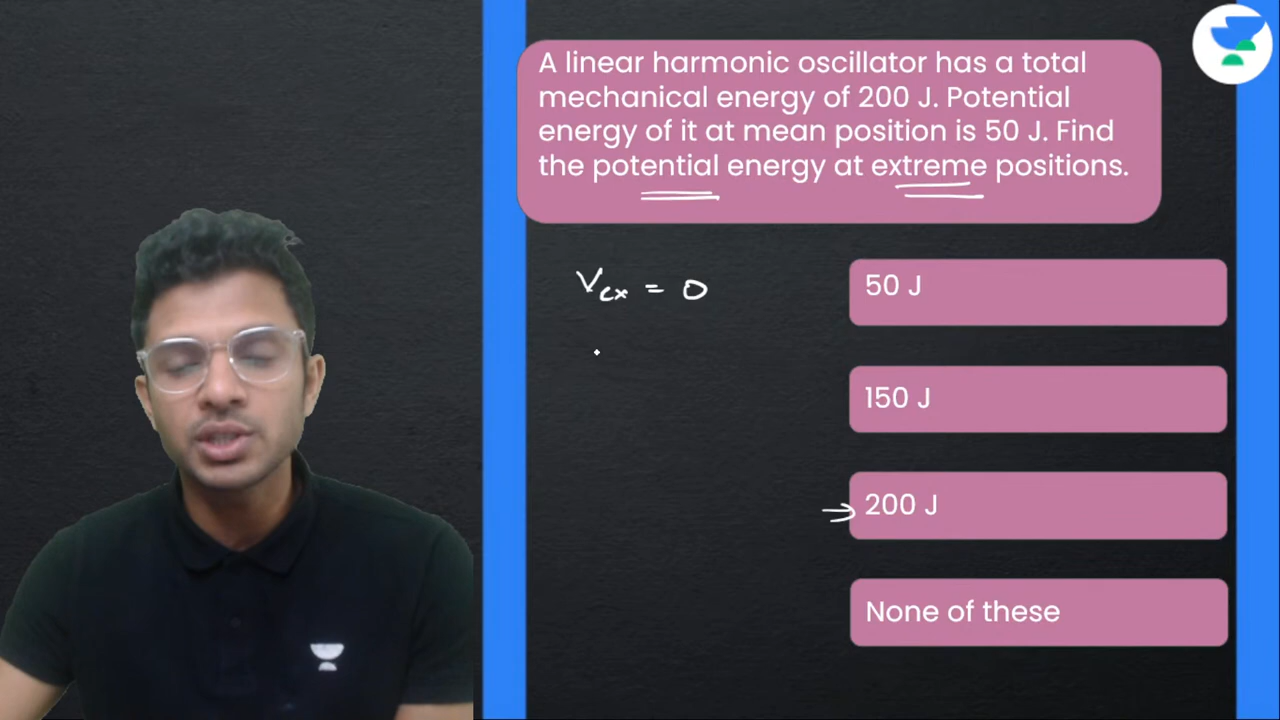 A linear harmonic oscillator has a total
mechanical energy of 200 J. Potential
energy of it at mean position is 50 J. Find
the potential energy at extreme positions.
Vex = 0
50 J
150 J
→ 200 J
None of these